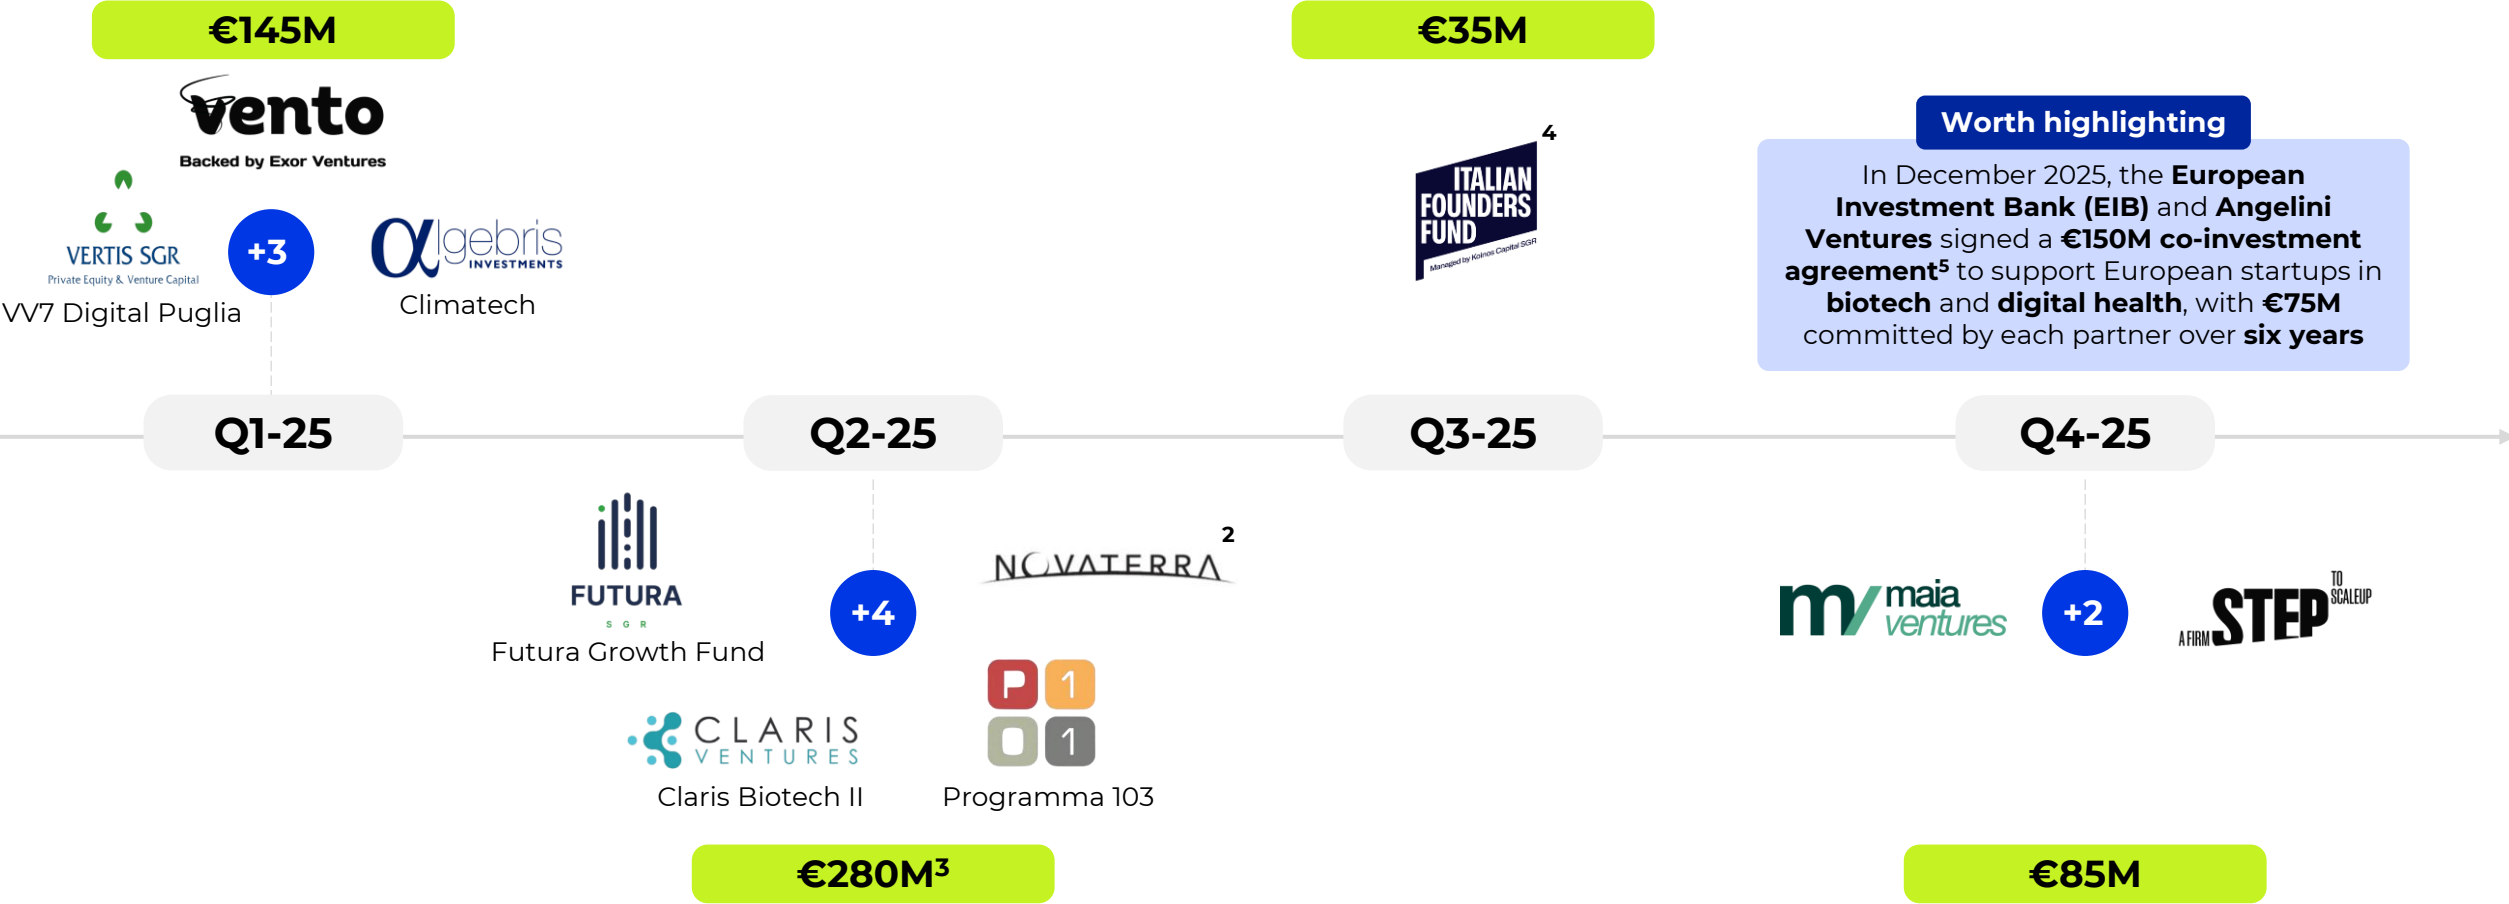 €145M
vento
Backed by Exor Ventures
VERTIS SGR
Private Equity & Venture Capital
VV7 Digital Puglia
+3
αlgebris
INVESTMENTS
Climatech
€35M
4
ITALIAN
FOUNDERS
FUND
Managed by Koinos Capital SGR
Worth highlighting
In December 2025, the European
Investment Bank (EIB) and Angelini
Ventures signed a €150M co-investment
agreement⁵ to support European startups in
biotech and digital health, with €75M
committed by each partner over six years
Q1-25
Q2-25
Q3-25
Q4-25
FUTURA
SGR
Futura Growth Fund
+4
NOVATERRA
2
CLARIS
VENTURES
Claris Biotech II
P1
01
Programma 103
€280M³
my maia
ventures
+2
A FIRM STEP TO
SCALEUP
€85M